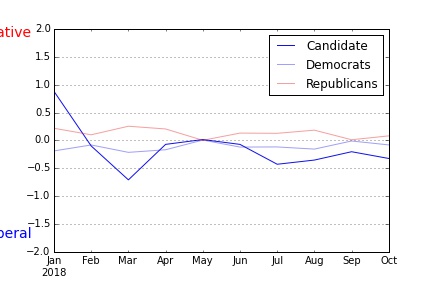 ative
beral
2.0
1.5
1.0
0.5
0.0
−0.5
−1.0
−1.5
−2.0
Candidate
Democrats
Republicans
Jan Feb Mar Apr May Jun Jul Aug Sep Oct
2018